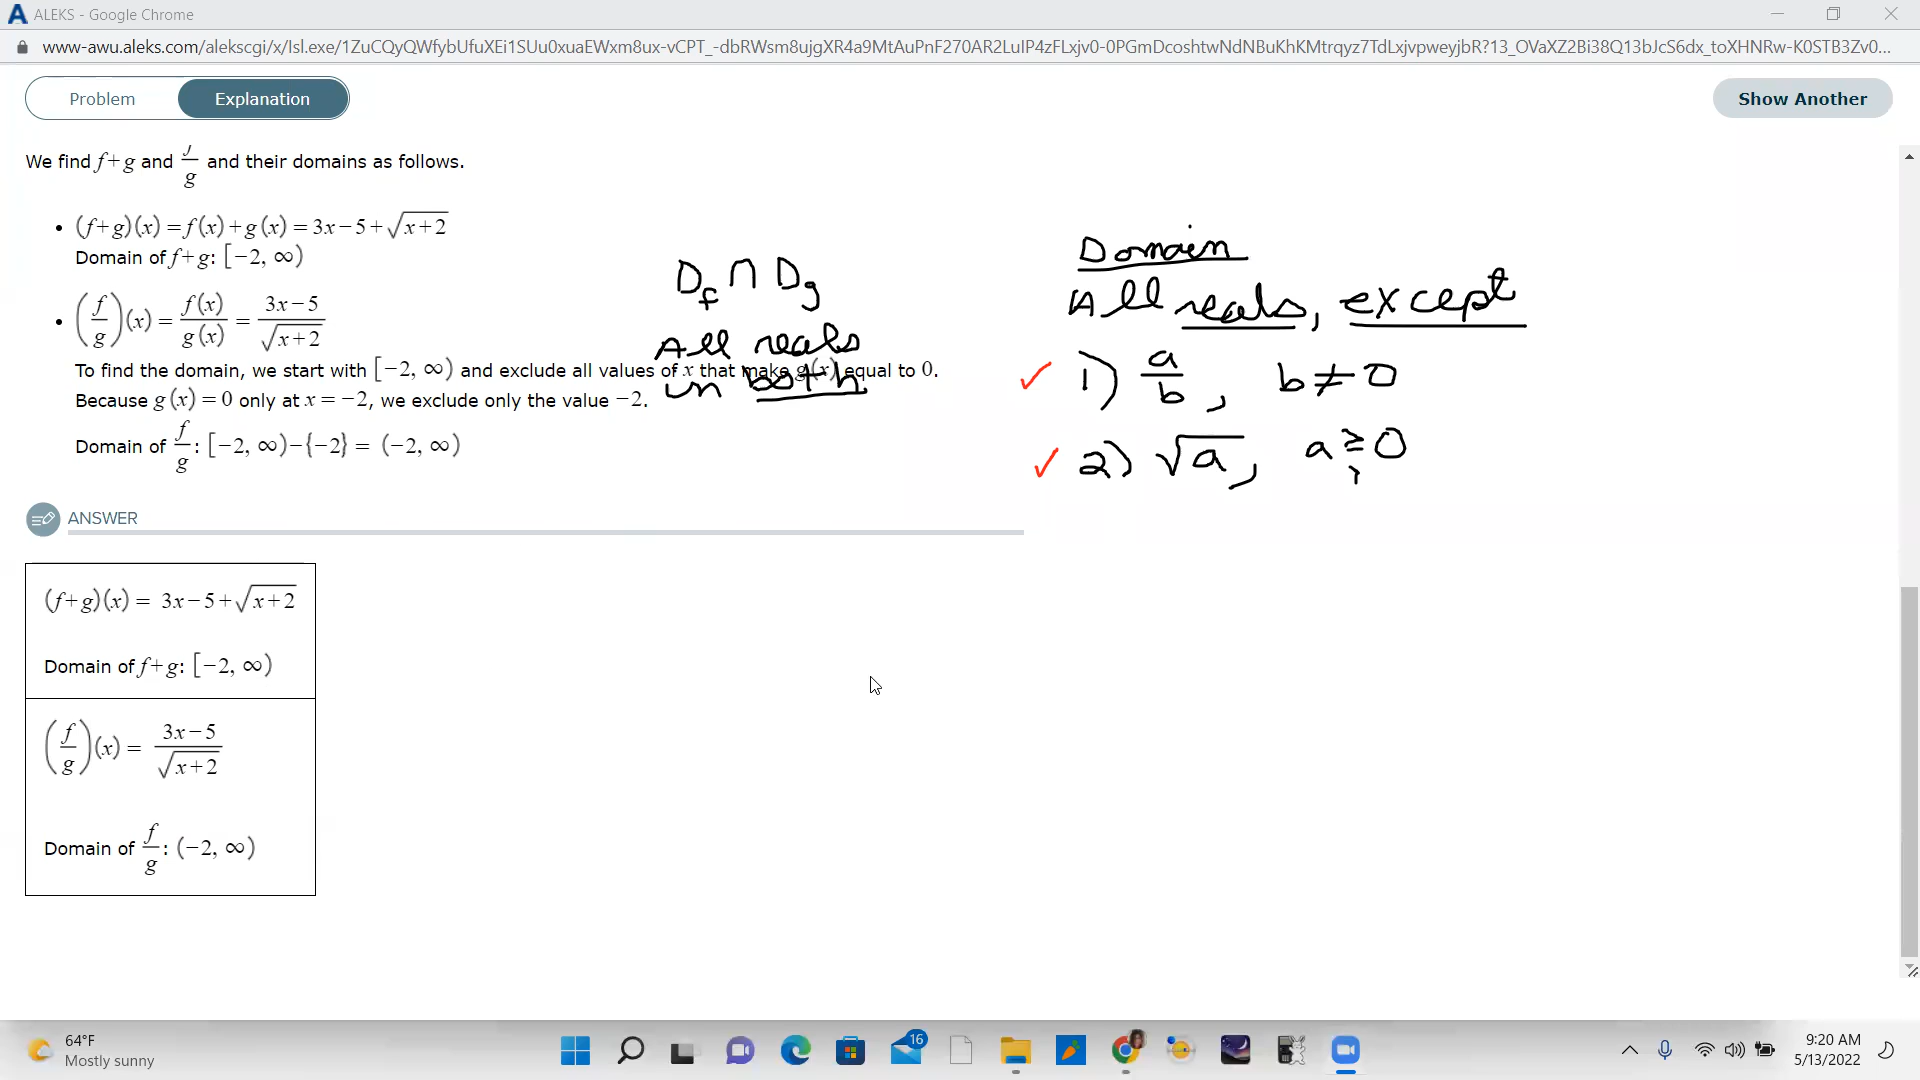 ALEKS - Google Chrome
www-awu.aleks.com/alekscgi/x/Isl.exe/1ZuCQyQWfybUfuXEi1SUu0xuaEWxm8ux-vCPT_-dbRWsm8ujgXR4a9MtAuPnF270AR2LuIP4zFLxjv0-0PGmDcoshtwNdNBuKhKMtrqyz7TdLxjvpweyjbR?13_OVaXZ2Bi38Q13bJcS6dx_toXHNRw-K0STB3Zv0...
Problem
Explanation
Show Another
We find f+g and f/g and their domains as follows.
• (f+g)(x) = f(x)+g(x) = 3x−5+√(x+2)
Domain of f+g: [−2, ∞)
• (f/g)(x) = f(x)/g(x) = (3x−5)/√(x+2)
To find the domain, we start with [−2, ∞) and exclude all values of x that make g(x) equal to 0.
Because g(x) = 0 only at x = −2, we exclude only the value −2.
Domain of f/g: [−2, ∞)−{−2} = (−2, ∞)
D_f ∩ D_g
All reals
in both
Domain
All reals, except
✓ 1) a/b, b ≠ 0
✓ 2) √a, a ≥ 0
ANSWER
(f+g)(x) = 3x−5+√(x+2)
Domain of f+g: [−2, ∞)
(f/g)(x) = (3x−5)/√(x+2)
Domain of f/g: (−2, ∞)
64°F
Mostly sunny
16
9:20 AM
5/13/2022